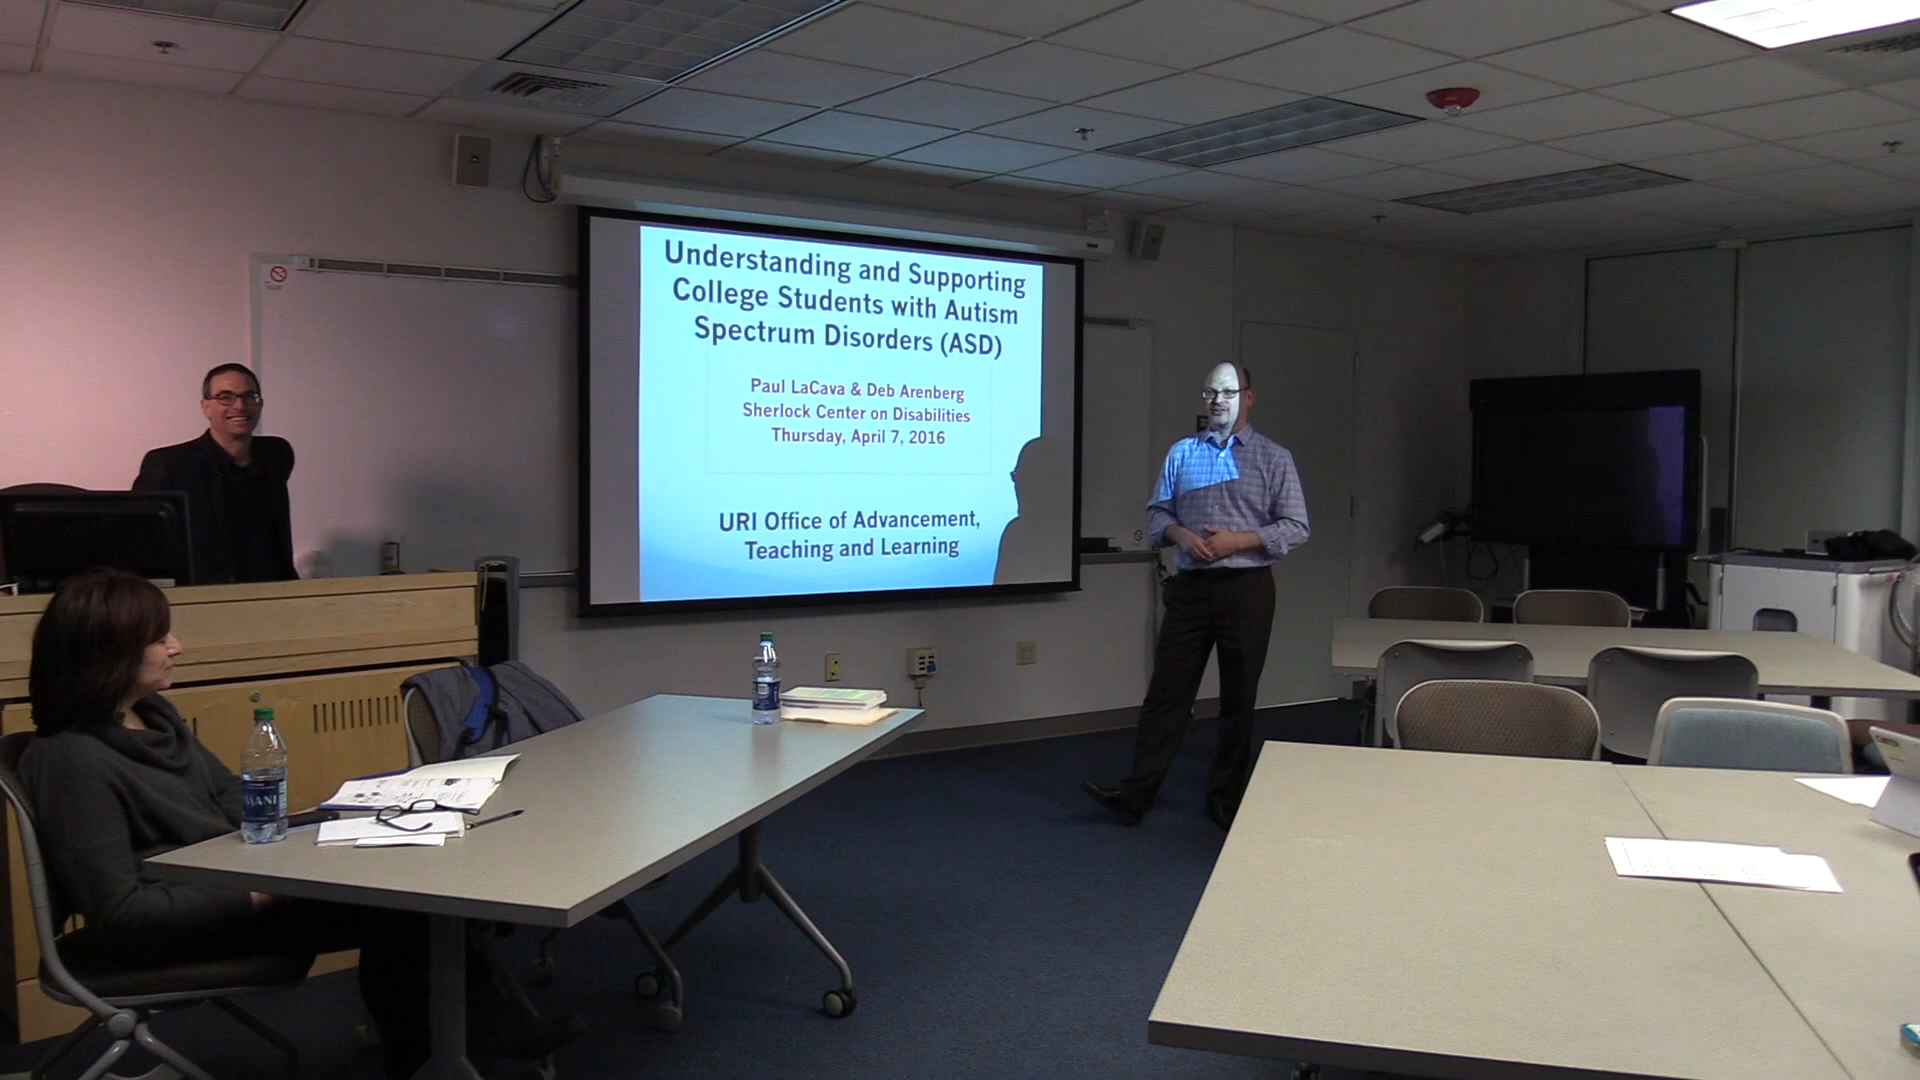 Understanding and Supporting
College Students with Autism
Spectrum Disorders (ASD)
Paul LaCava & Deb Arenberg
Sherlock Center on Disabilities
Thursday, April 7, 2016
URI Office of Advancement,
Teaching and Learning